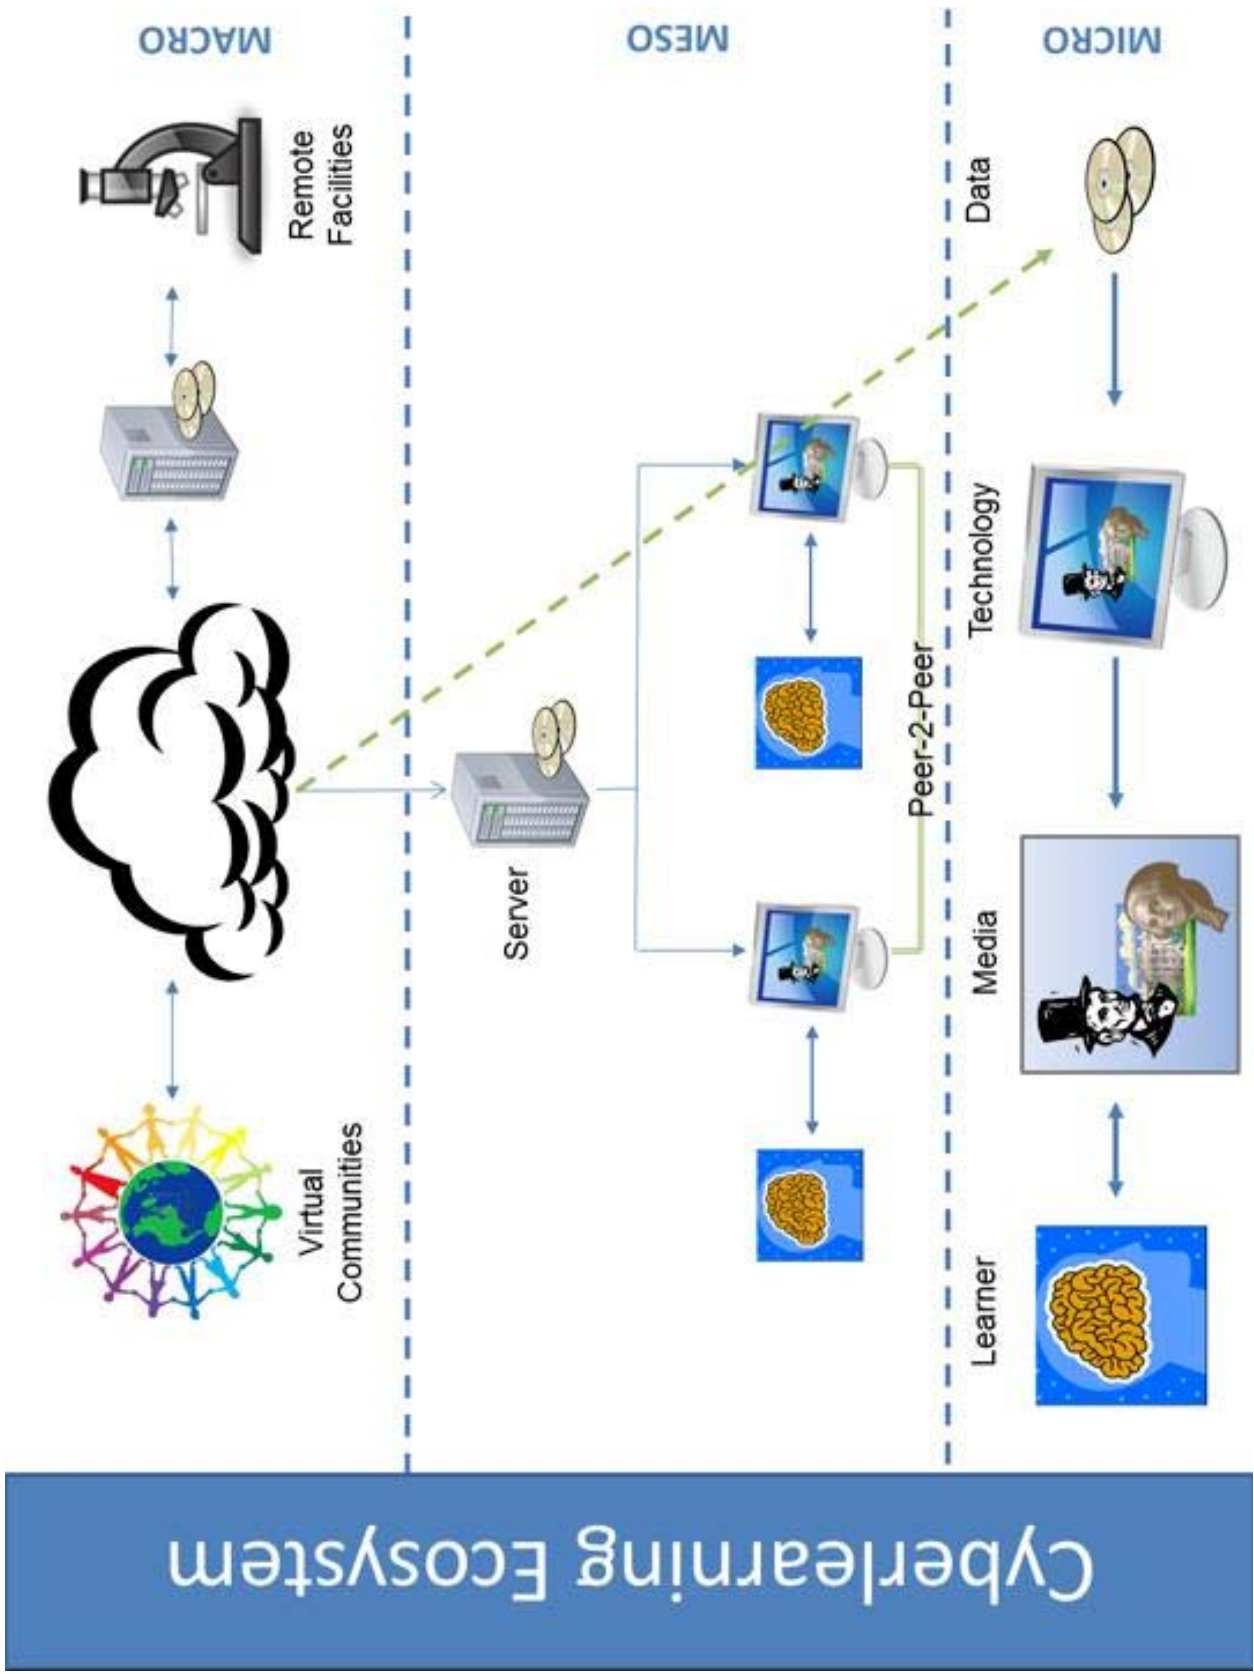 Cyberlearning Ecosystem
MACRO
Virtual
Communities
Remote
Facilities
MESO
Server
Peer-2-Peer
MICRO
Learner
Media
Technology
Data